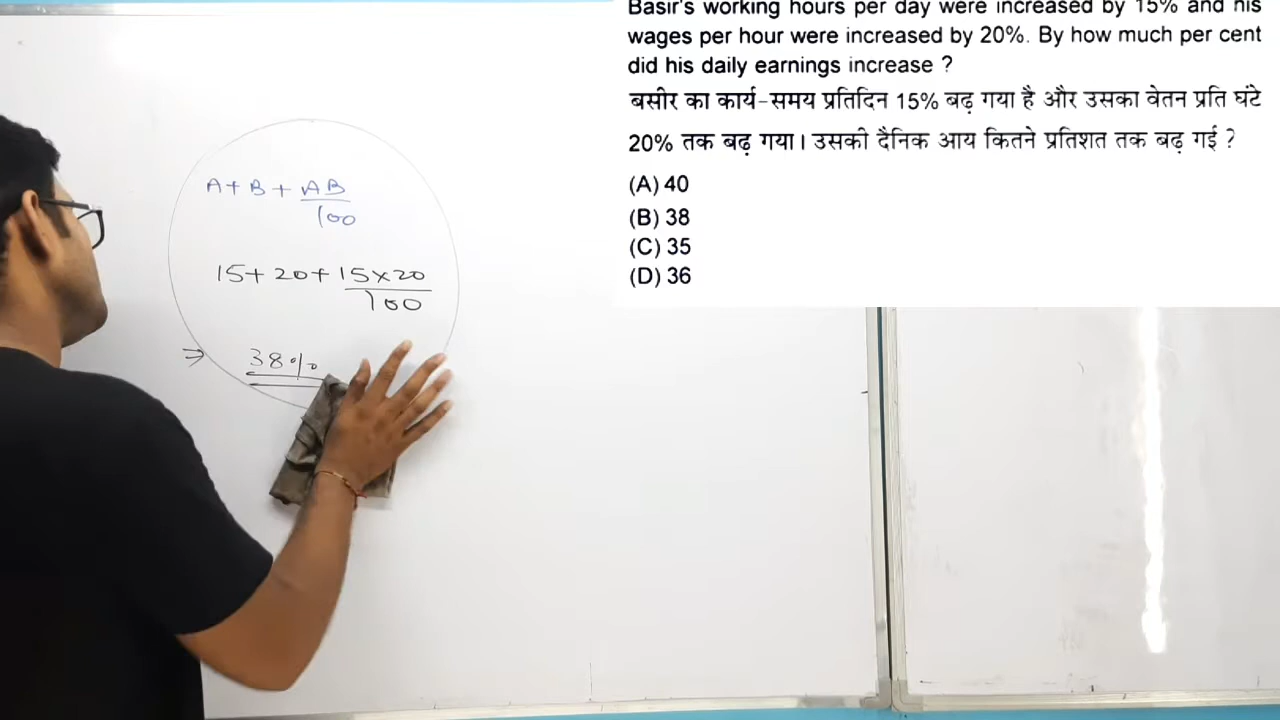 Basir's working hours per day were increased by 15% and his
wages per hour were increased by 20%. By how much per cent
did his daily earnings increase ?
बसीर का कार्य-समय प्रतिदिन 15% बढ़ गया है और उसका वेतन प्रति घंटे
20% तक बढ़ गया। उसकी दैनिक आय कितने प्रतिशत तक बढ़ गई ?
(A) 40
(B) 38
(C) 35
(D) 36
A + B + AB/100
15 + 20 + 15×20/100
⇒ 38%